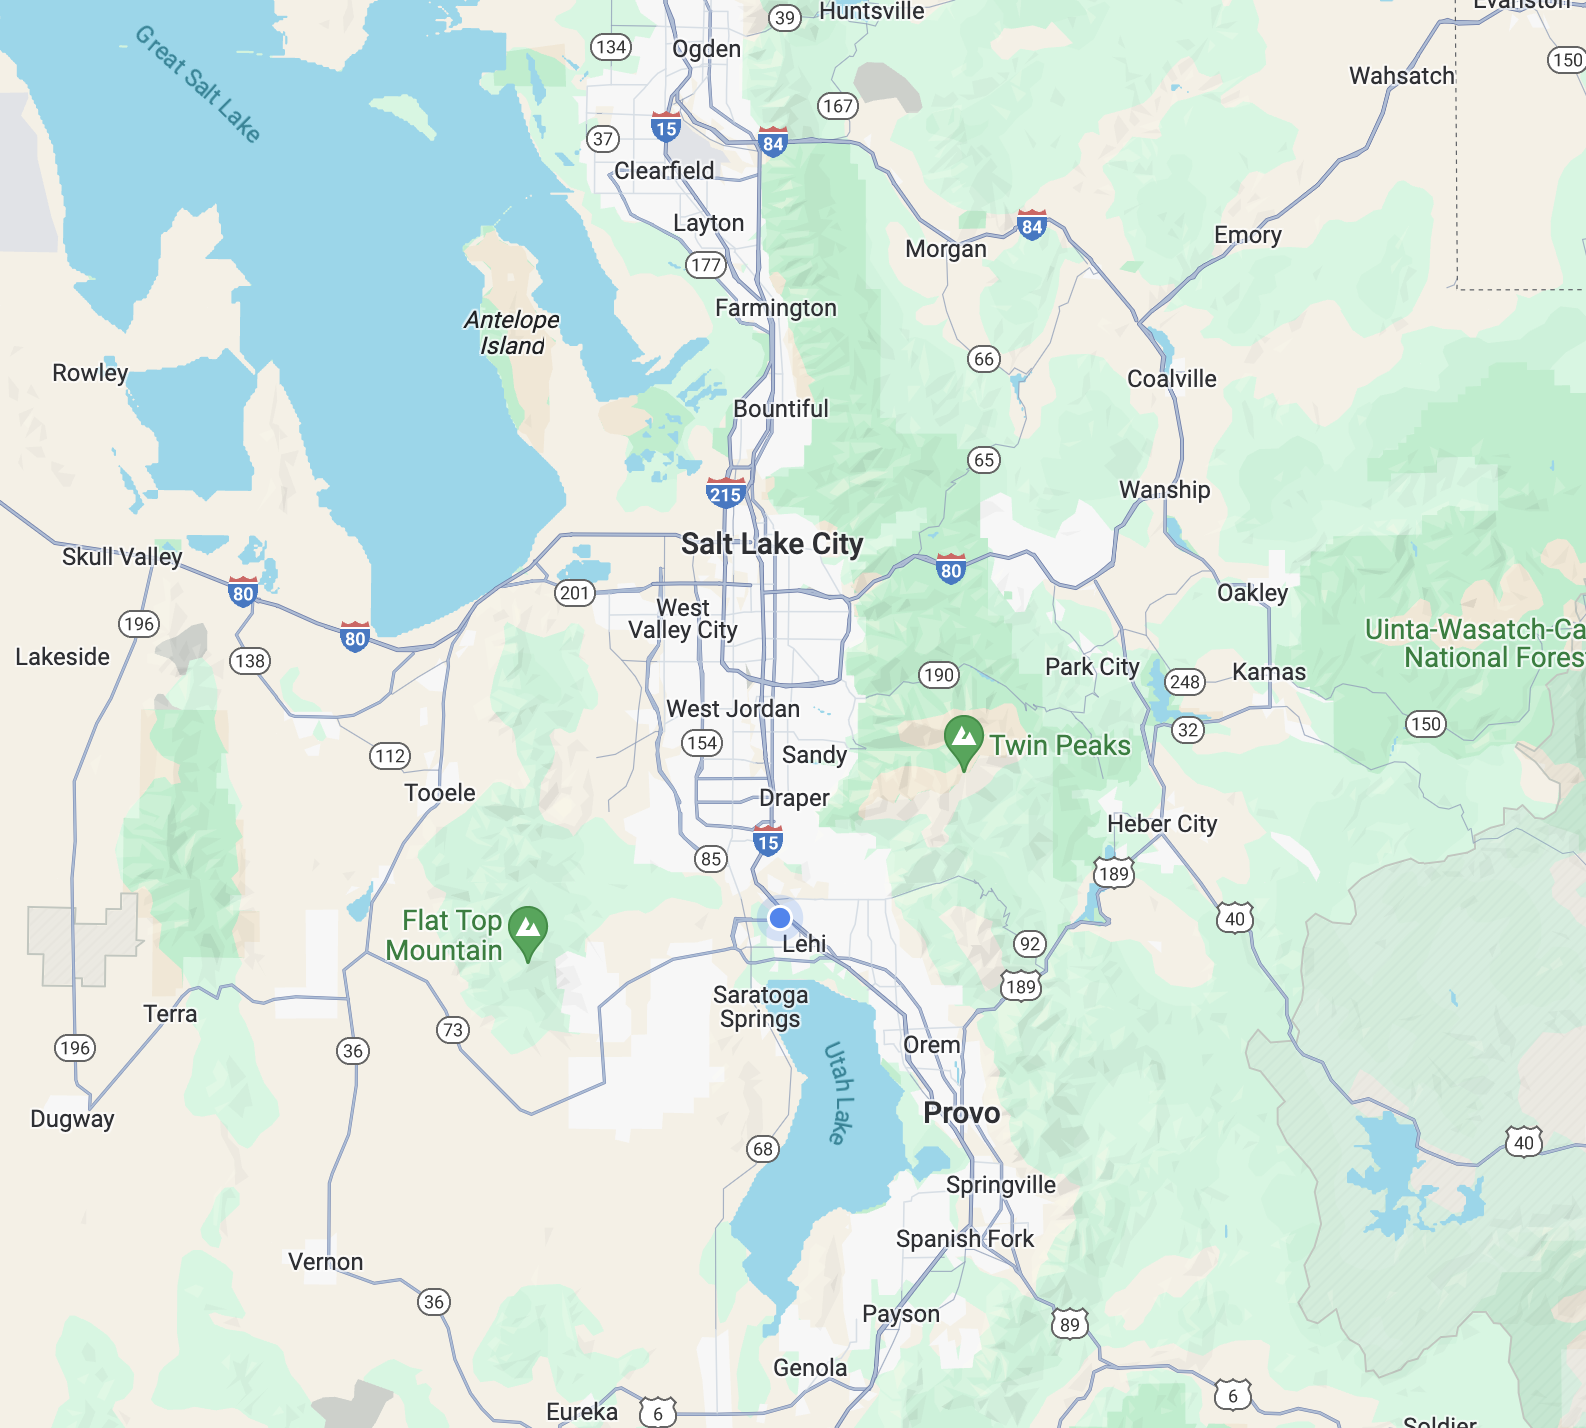 Huntsville
Evanston
39
134
Ogden
150
Wahsatch
Great Salt Lake
167
15
37
84
Clearfield
Layton
84
Morgan
Emory
177
Farmington
Antelope
Island
66
Rowley
Coalville
Bountiful
65
Wanship
215
Salt Lake City
Skull Valley
80
80
201
Oakley
West
Valley City
196
80
Uinta-Wasatch-Ca
National Fores
Lakeside
138
Park City
190
248
Kamas
West Jordan
150
32
154
Twin Peaks
112
Sandy
Tooele
Draper
Heber City
15
85
189
Flat Top
Mountain
40
92
Lehi
189
Saratoga
Springs
Terra
73
196
36
Orem
Utah Lake
Dugway
Provo
68
40
Springville
Spanish Fork
Vernon
36
Payson
89
Genola
6
Eureka
6
Soldier